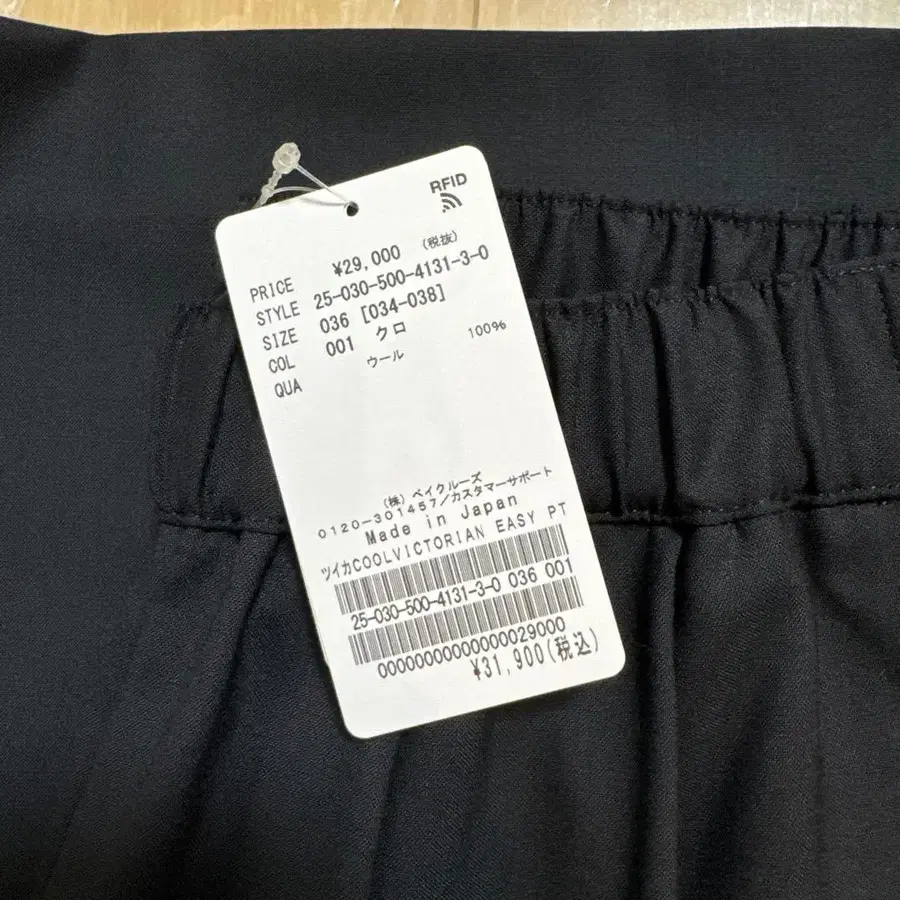 RFID
PRICE ¥29,000 (税抜)
STYLE 25-030-500-4131-3-0
SIZE 036 [034-038]
COL 001 クロ
QUA ウール 100%
(株) ベイクルーズ
0120-301457/カスタマーサポート
Made in Japan
ツイカCOOLVICTORIAN EASY PT
25-030-500-4131-3-0 036 001
00000000000000029000
¥31,900(税込)